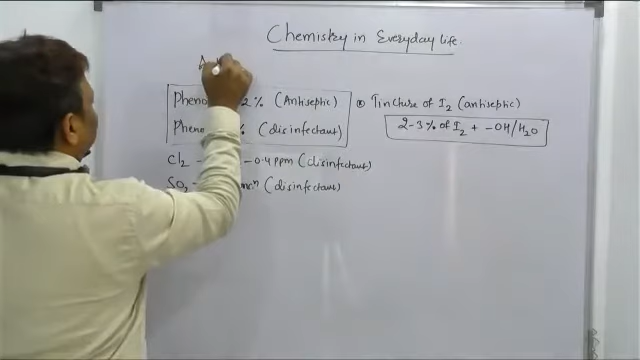 Chemistry in Everyday life.
A
Pheno 2% (Antiseptic)
Pheno % (disinfectant)
Cl2 - - 0.4 ppm (disinfectant)
SO2 - (disinfectant)
Tincture of I2 (antiseptic)
2-3% of I2 + -OH/H2O